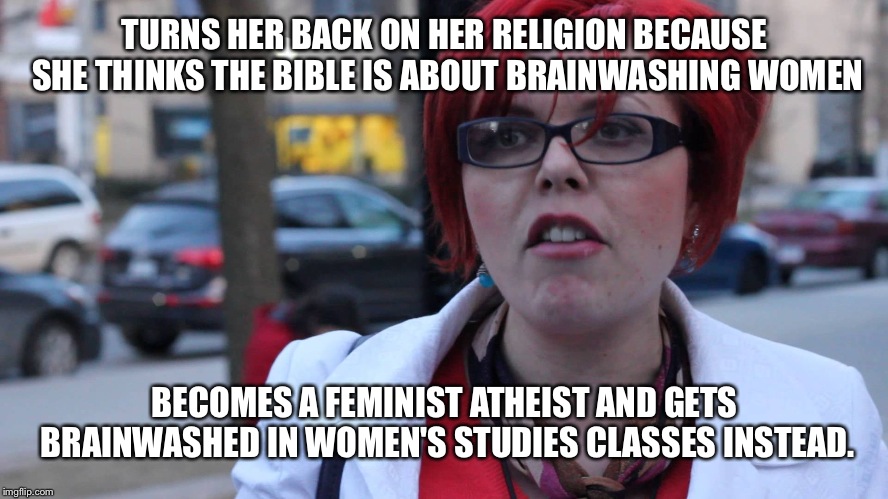 TURNS HER BACK ON HER RELIGION BECAUSE
SHE THINKS THE BIBLE IS ABOUT BRAINWASHING WOMEN
BECOMES A FEMINIST ATHEIST AND GETS
BRAINWASHED IN WOMEN'S STUDIES CLASSES INSTEAD.
imgflip.com